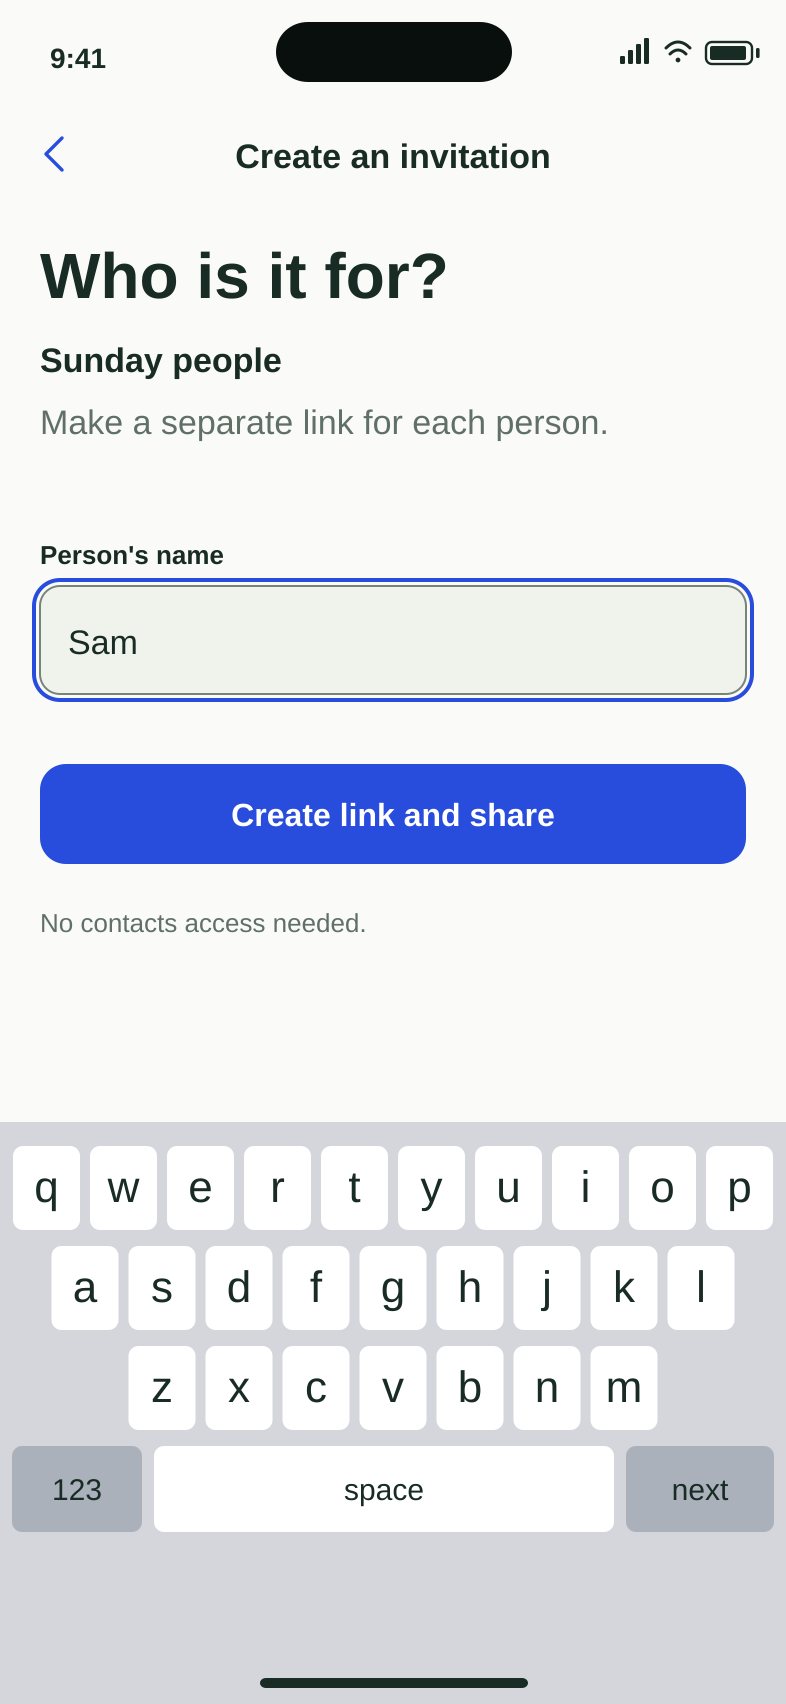 9:41
Create an invitation
Who is it for?
Sunday people
Make a separate link for each person.
Person's name
Sam
Create link and share
No contacts access needed.
q w e r t y u i o p
a s d f g h j k l
z x c v b n m
123 space next